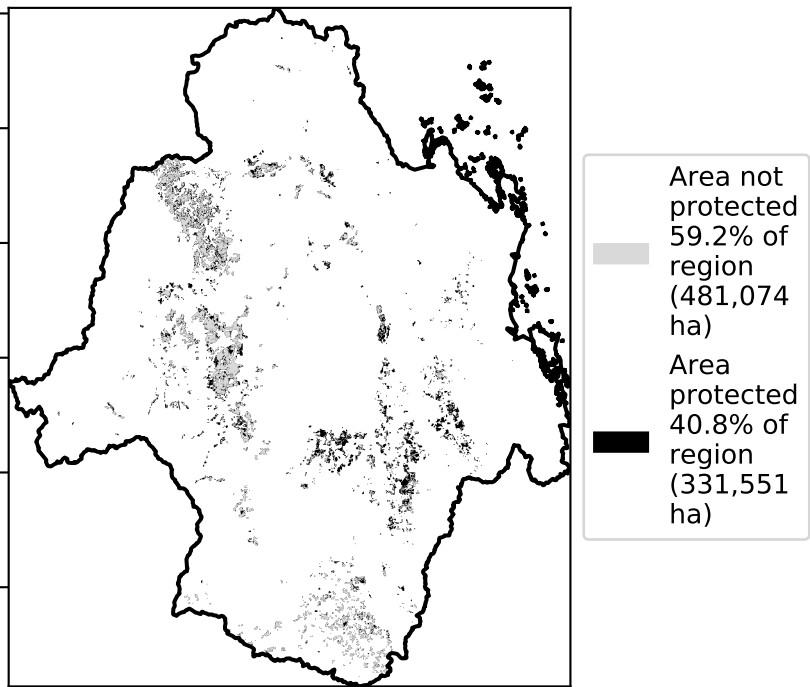 Area not
protected
59.2% of
region
(481,074
ha)
Area
protected
40.8% of
region
(331,551
ha)